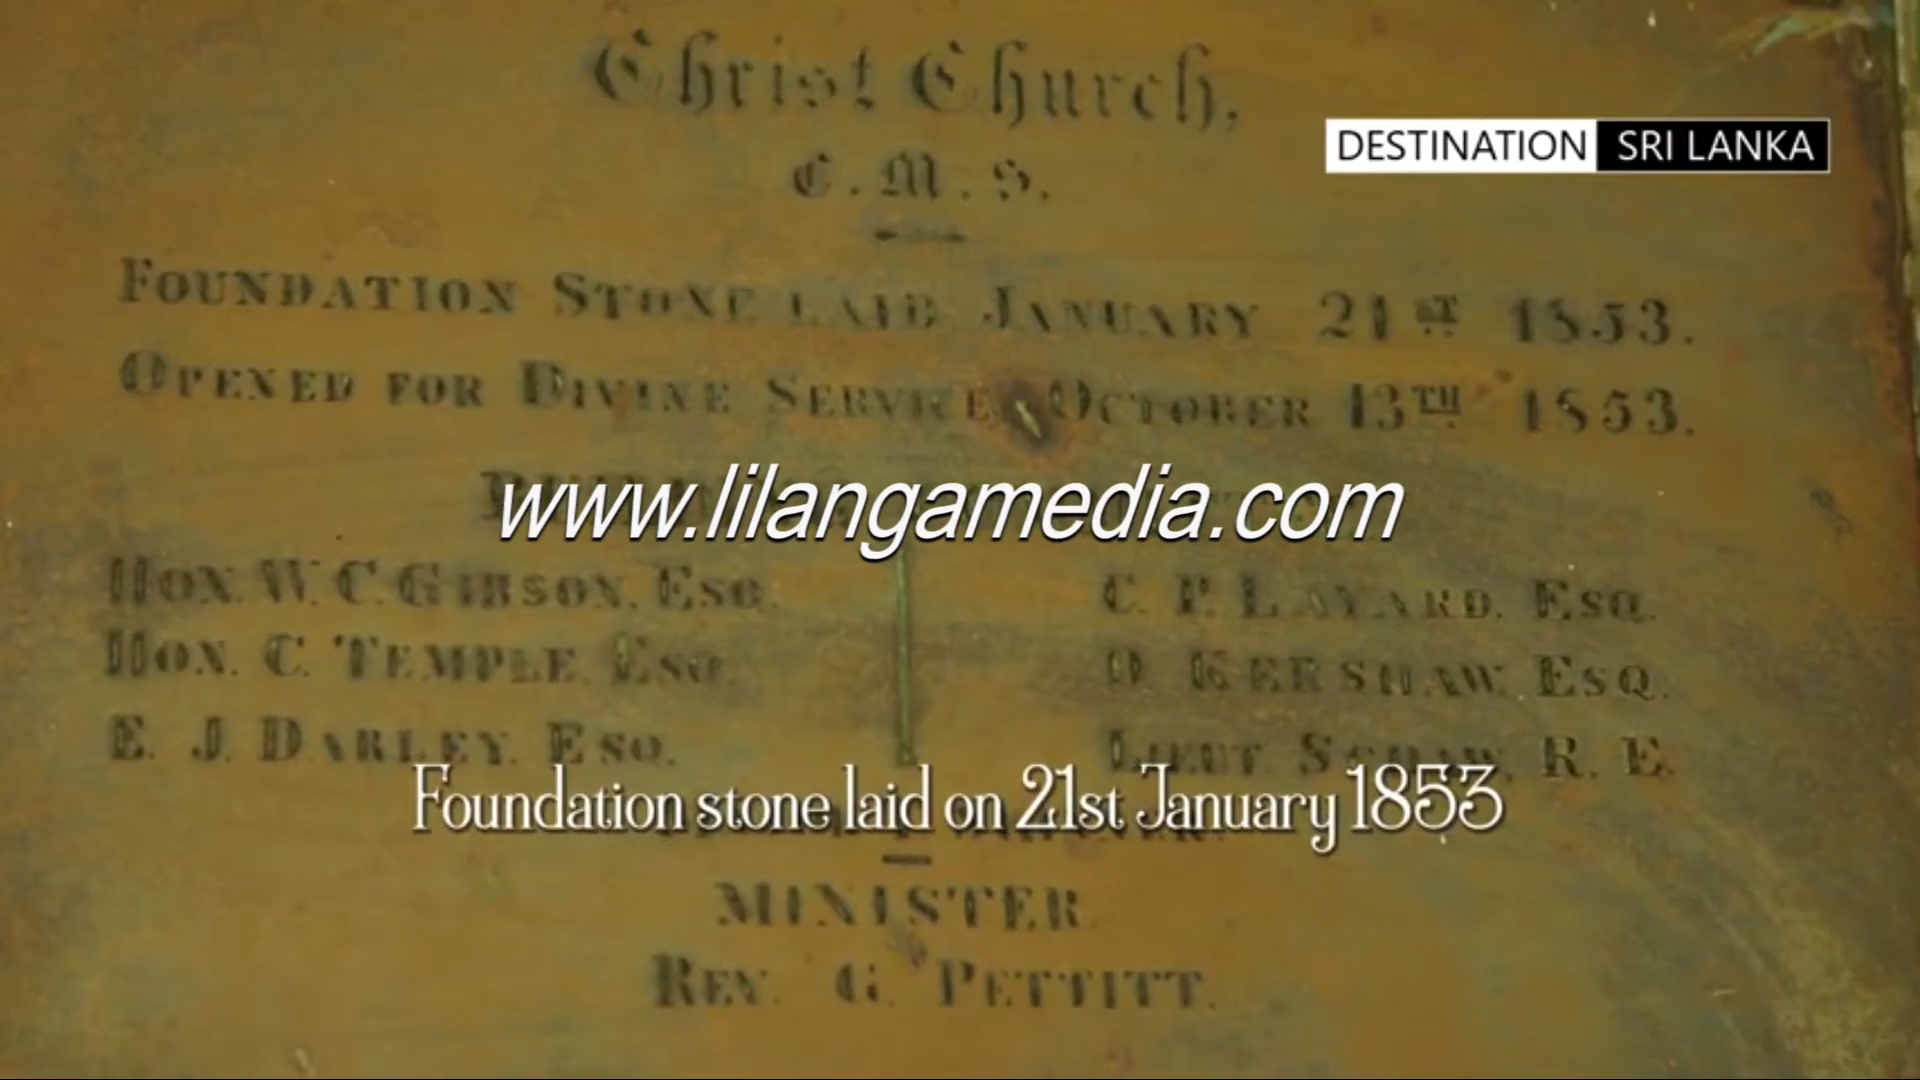 Christ Church,
DESTINATION SRI LANKA
C. M. S.
FOUNDATION STONE LAID JANUARY 21ST 1853.
OPENED FOR DIVINE SERVICE OCTOBER 13TH 1853.
www.lilangamedia.com
HON. W. C. GIBSON, ESQ. C. P. LAYARD, ESQ.
HON. C. TEMPLE, ESQ. O. KERSHAW ESQ.
E. J. DARLEY, ESQ. LIEUT R. E.
Foundation stone laid on 21st January 1853
MINISTER
REV. G. PETTITT.